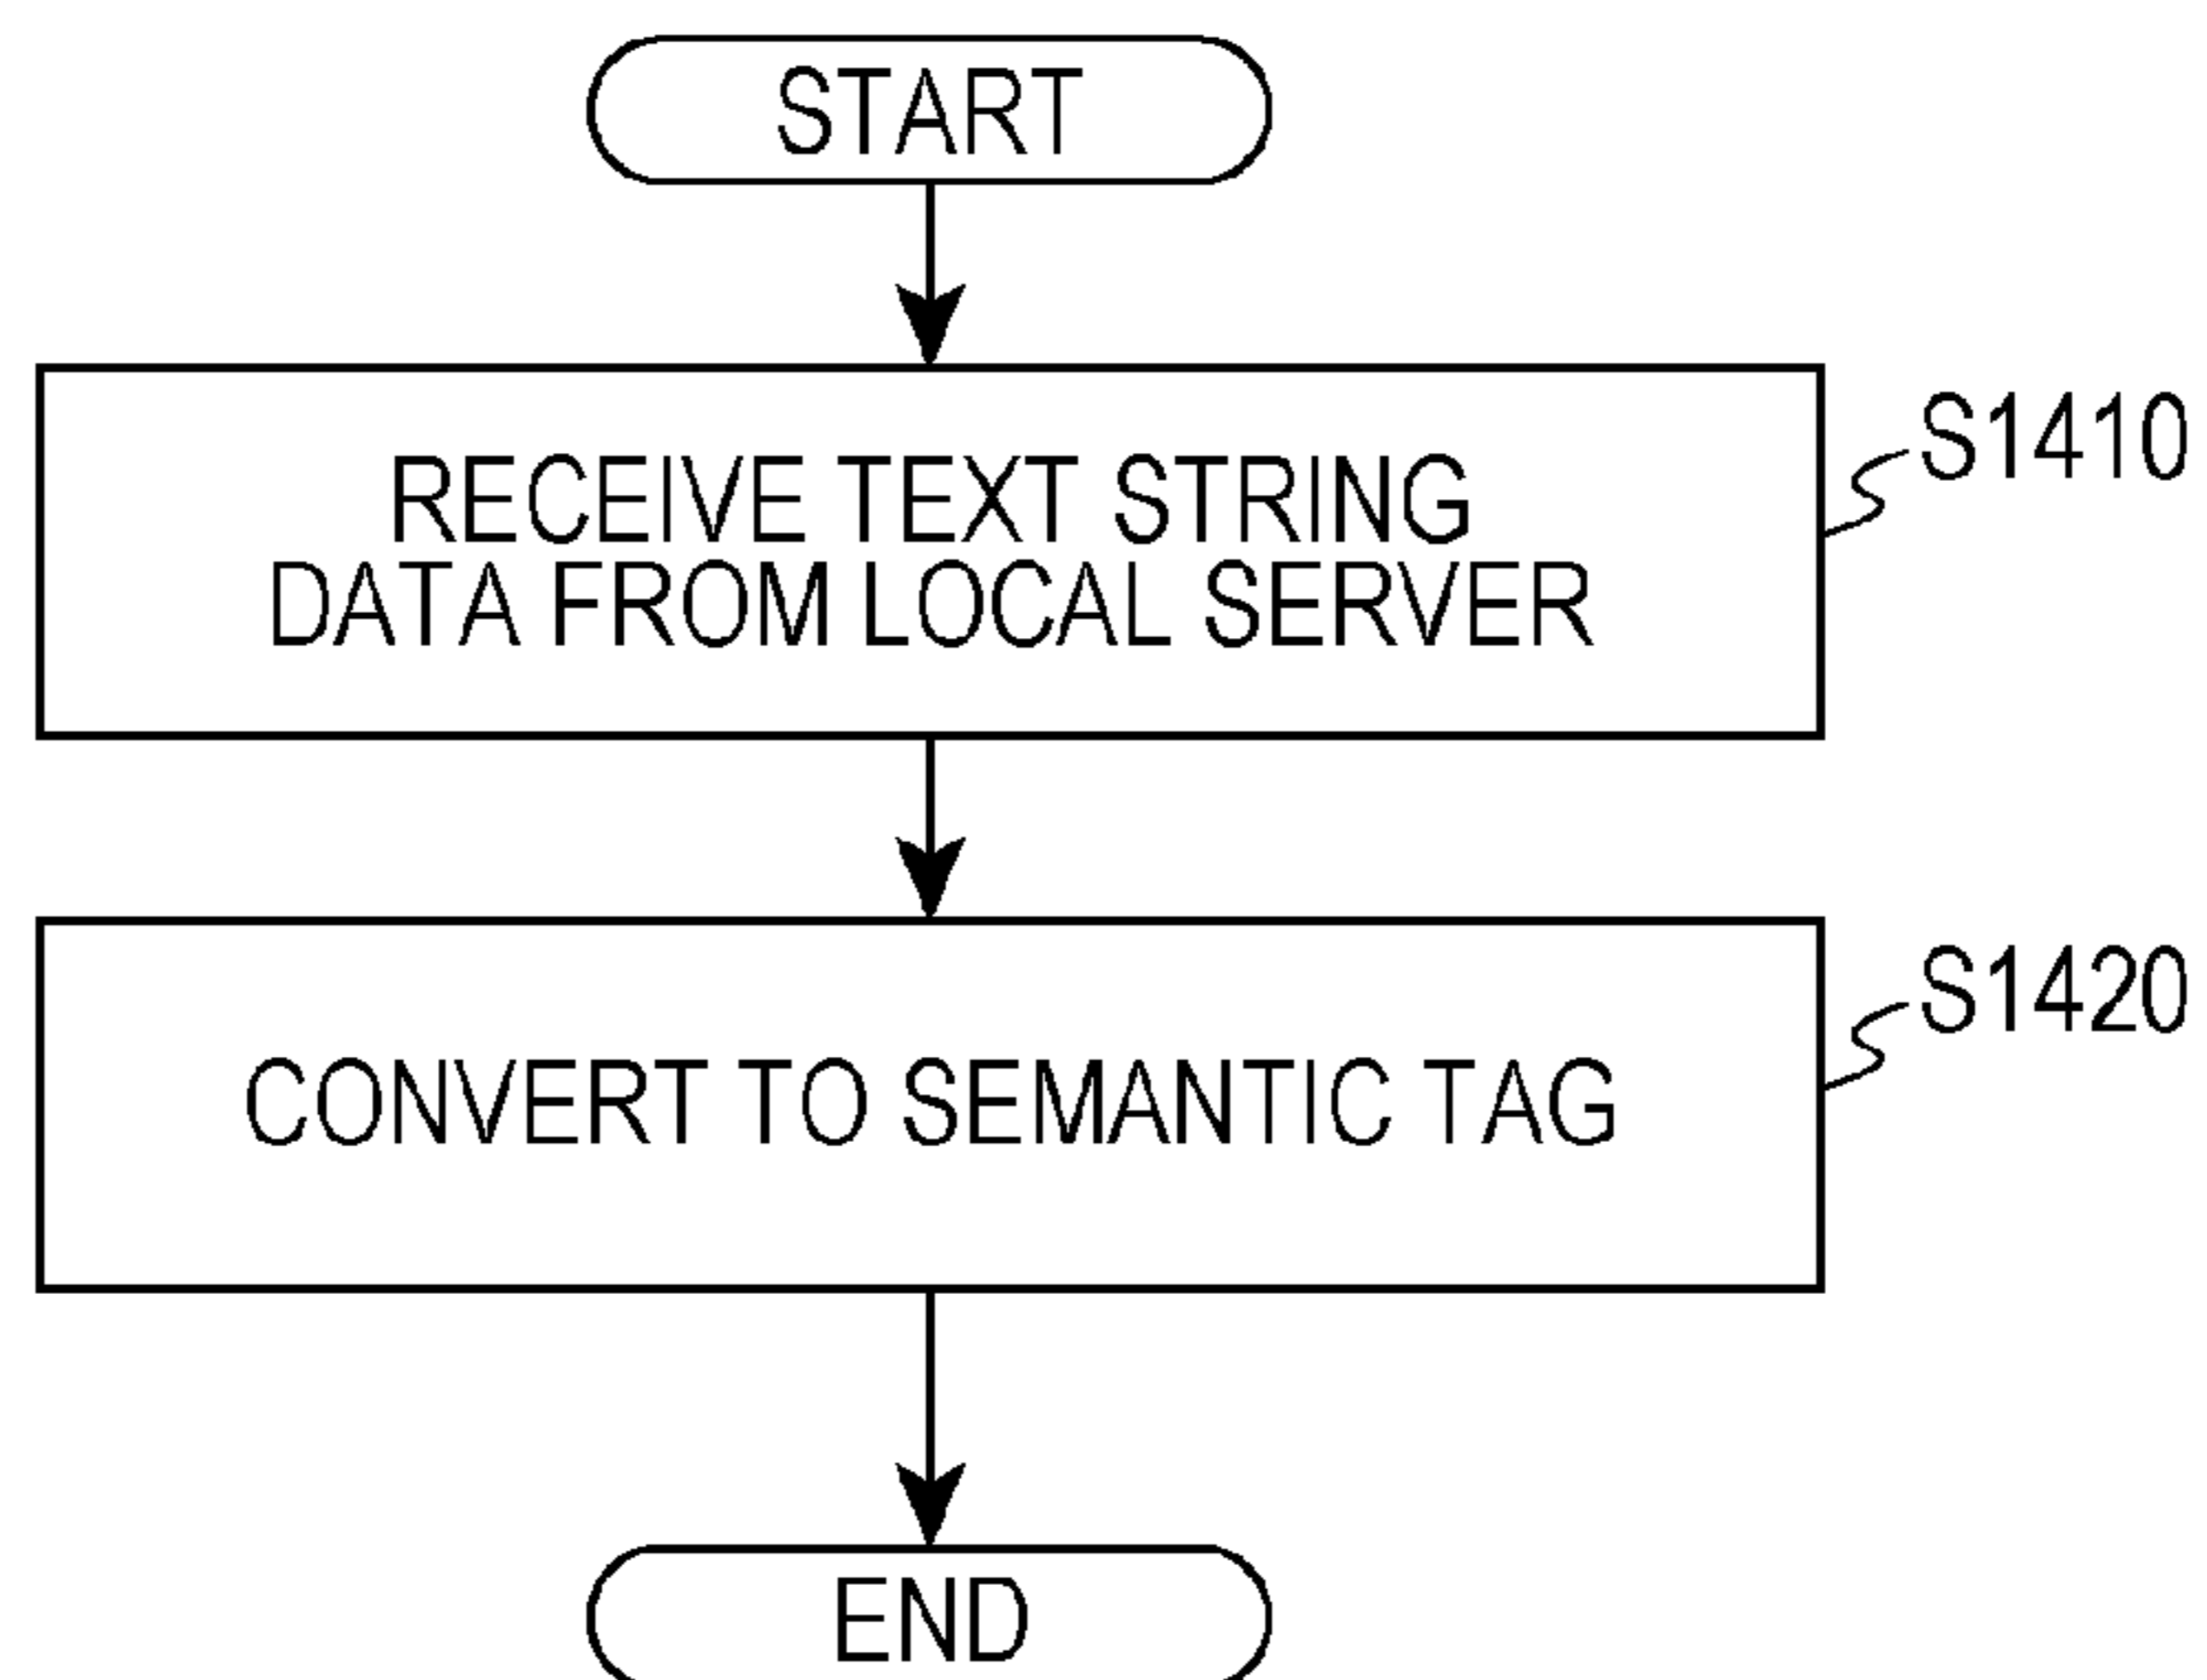 START
RECEIVE TEXT STRING
DATA FROM LOCAL SERVER
S1410
CONVERT TO SEMANTIC TAG
S1420
END